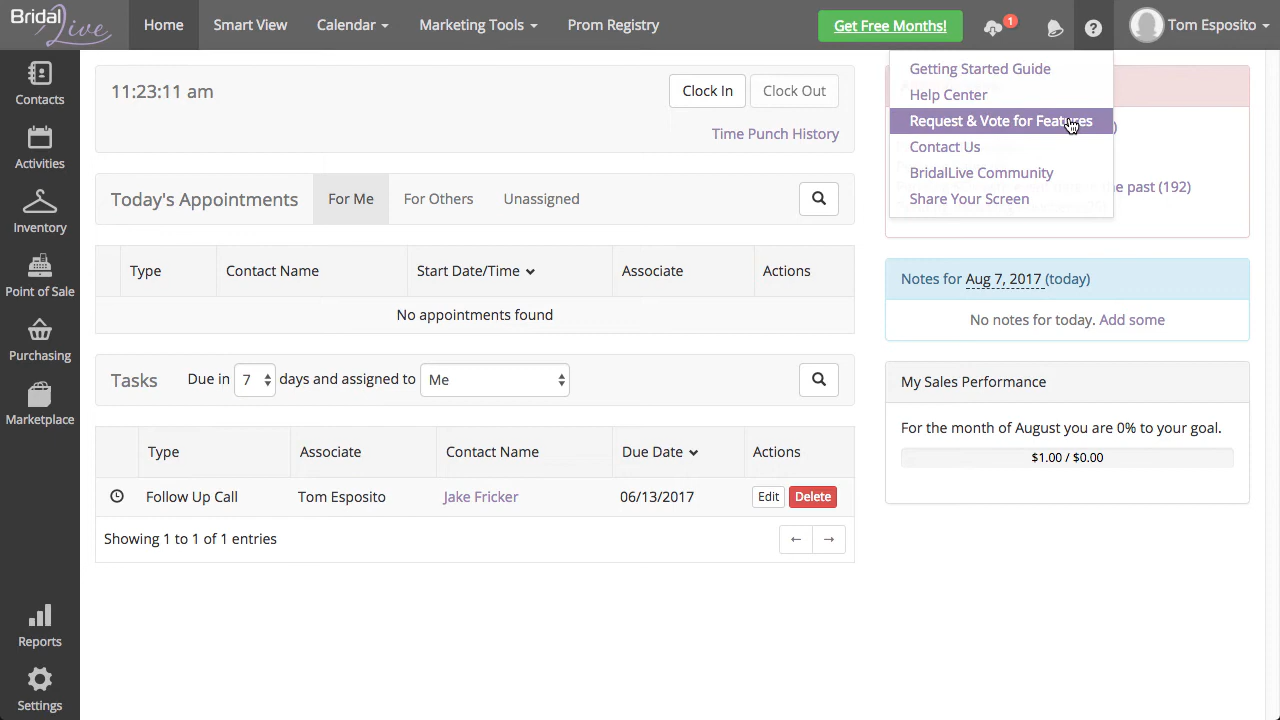 Bridal Live
Home
Smart View
Calendar
Marketing Tools
Prom Registry
Get Free Months!
1
?
Tom Esposito
Contacts
Activities
Inventory
Point of Sale
Purchasing
Marketplace
Reports
Settings
11:23:11 am
Clock In
Clock Out
Time Punch History
Today's Appointments
For Me
For Others
Unassigned
Type
Contact Name
Start Date/Time
Associate
Actions
No appointments found
Tasks
Due in 7 days and assigned to Me
Type
Associate
Contact Name
Due Date
Actions
Follow Up Call
Tom Esposito
Jake Fricker
06/13/2017
Edit
Delete
Showing 1 to 1 of 1 entries
← →
Getting Started Guide
Help Center
Request & Vote for Features
Contact Us
BridalLive Community
Share Your Screen
the past (192)
Notes for Aug 7, 2017 (today)
No notes for today. Add some
My Sales Performance
For the month of August you are 0% to your goal.
$1.00 / $0.00